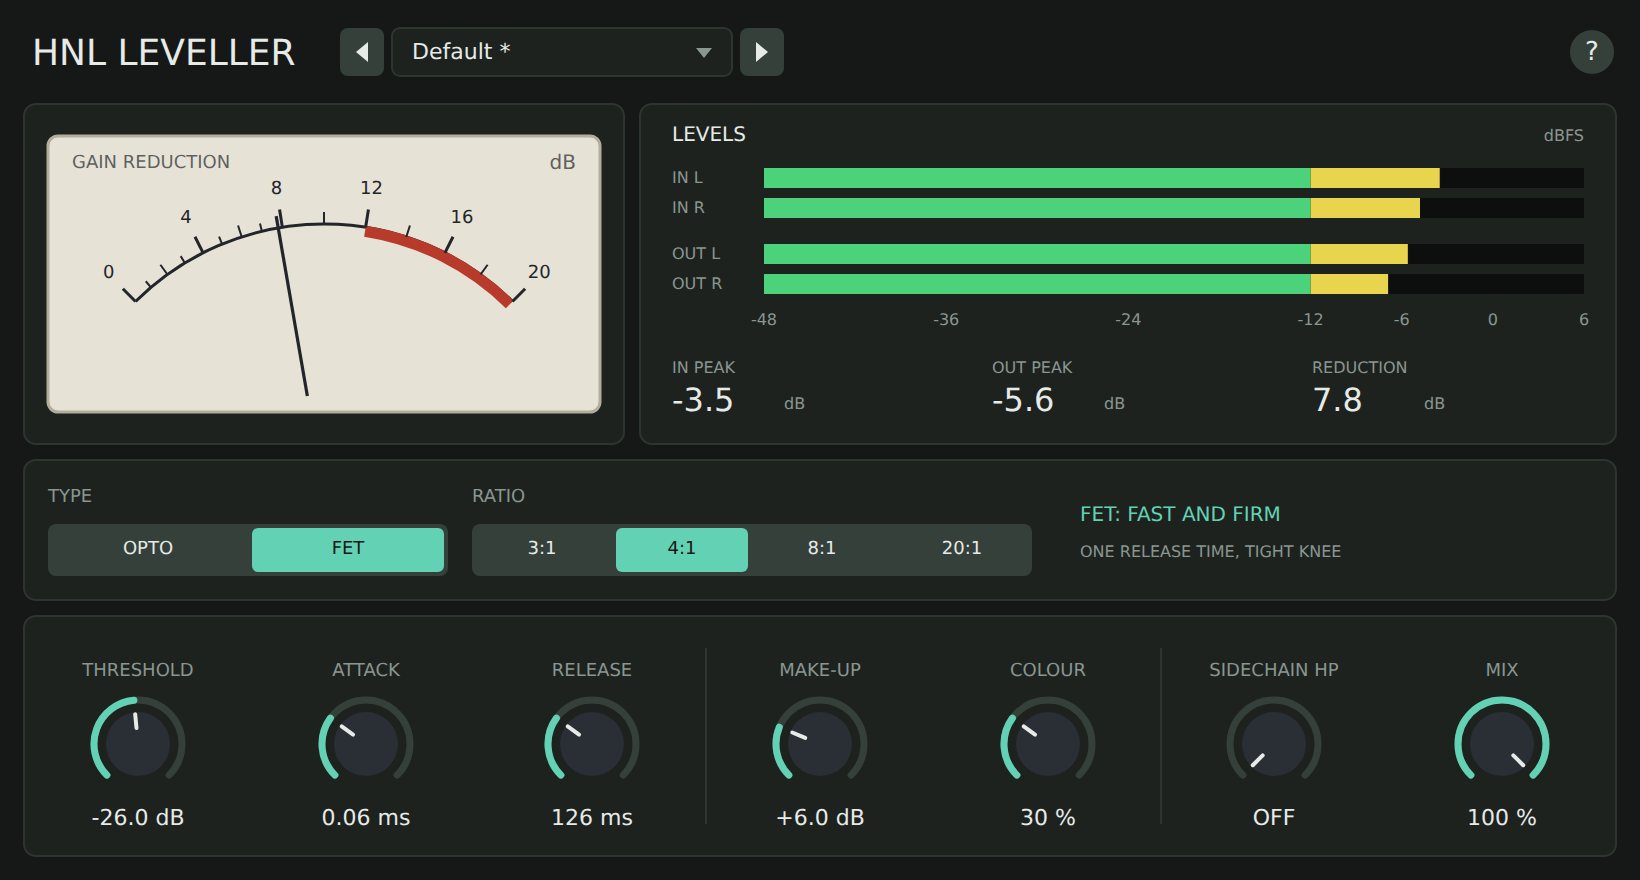 HNL LEVELLER
Default *
?
GAIN REDUCTION dB
0 4 8 12 16 20
LEVELS dBFS
IN L
IN R
OUT L
OUT R
-48 -36 -24 -12 -6 0 6
IN PEAK OUT PEAK REDUCTION
-3.5 dB -5.6 dB 7.8 dB
TYPE RATIO
OPTO FET 3:1 4:1 8:1 20:1
FET: FAST AND FIRM
ONE RELEASE TIME, TIGHT KNEE
THRESHOLD ATTACK RELEASE MAKE-UP COLOUR SIDECHAIN HP MIX
-26.0 dB 0.06 ms 126 ms +6.0 dB 30 % OFF 100 %